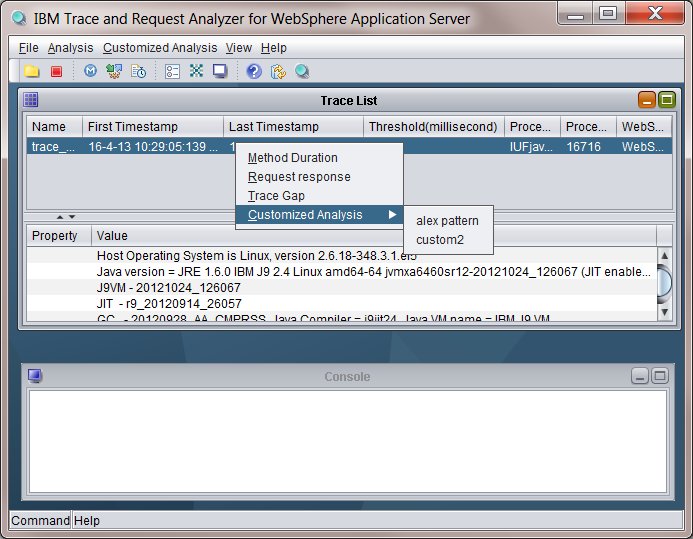 IBM Trace and Request Analyzer for WebSphere Application Server
File Analysis Customized Analysis View Help
Trace List
Name First Timestamp Last Timestamp Threshold(millisecond) Proce... Proce... WebS...
trace_... 16-4-13 10:29:05:139 ... 1 IUFjav... 16716 WebS...
Method Duration
Request response
Trace Gap
Customized Analysis
alex pattern
custom2
Property Value
Host Operating System is Linux, version 2.6.18-348.3.1.el5
Java version = JRE 1.6.0 IBM J9 2.4 Linux amd64-64 jvmxa6460sr12-20121024_126067 (JIT enable...
J9VM - 20121024_126067
JIT - r9_20120914_26057
GC - 20120928_AA_CMPRSS, Java Compiler = j9jit24, Java VM name = IBM J9 VM
Console
Command Help